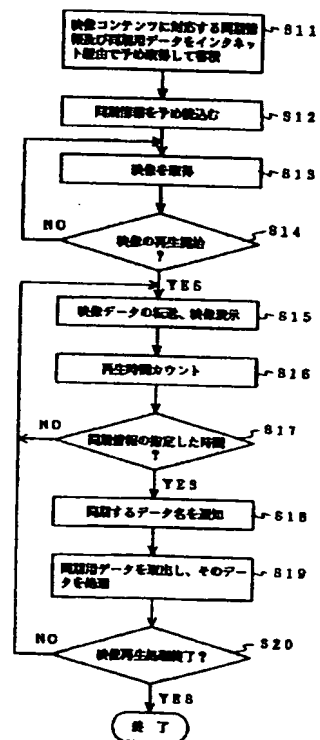 映像コンテンツに対応する同期情
報及び同期用データをインタネット
ト経由で予め取得して蓄積
S11
同期情報を予め読込む
S12
映像を取得
S13
NO
映像の再生開始
?
S14
YES
映像データの転送、映像表示
S15
再生時間カウント
S16
NO
同期情報の指定した時間
?
S17
YES
同期するデータ名を通知
S18
同期用データを取出し、そのデー
タを処理
S19
NO
映像再生処理終了?
S20
YES
終了